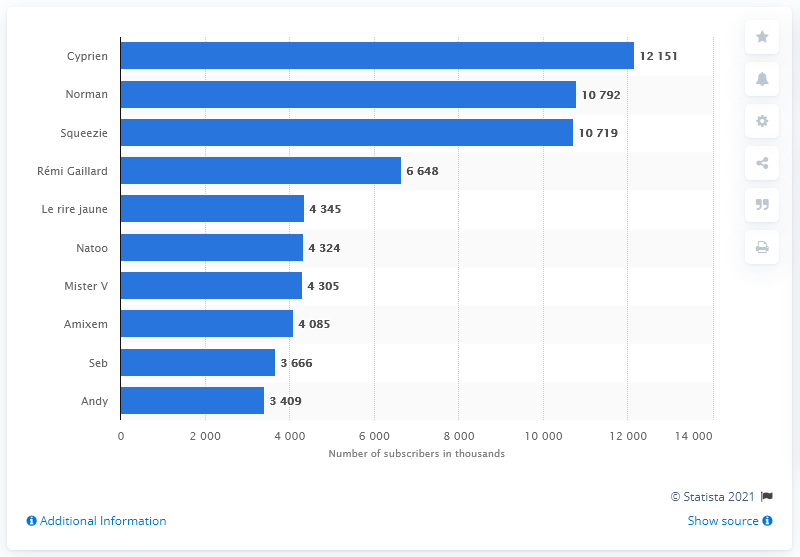 Cyprien 12 151
Norman 10 792
Squeezie 10 719
Rémi Gaillard 6 648
Le rire jaune 4 345
Natoo 4 324
Mister V 4 305
Amixem 4 085
Seb 3 666
Andy 3 409
0 2 000 4 000 6 000 8 000 10 000 12 000 14 000
Number of subscribers in thousands
© Statista 2021
Additional Information Show source